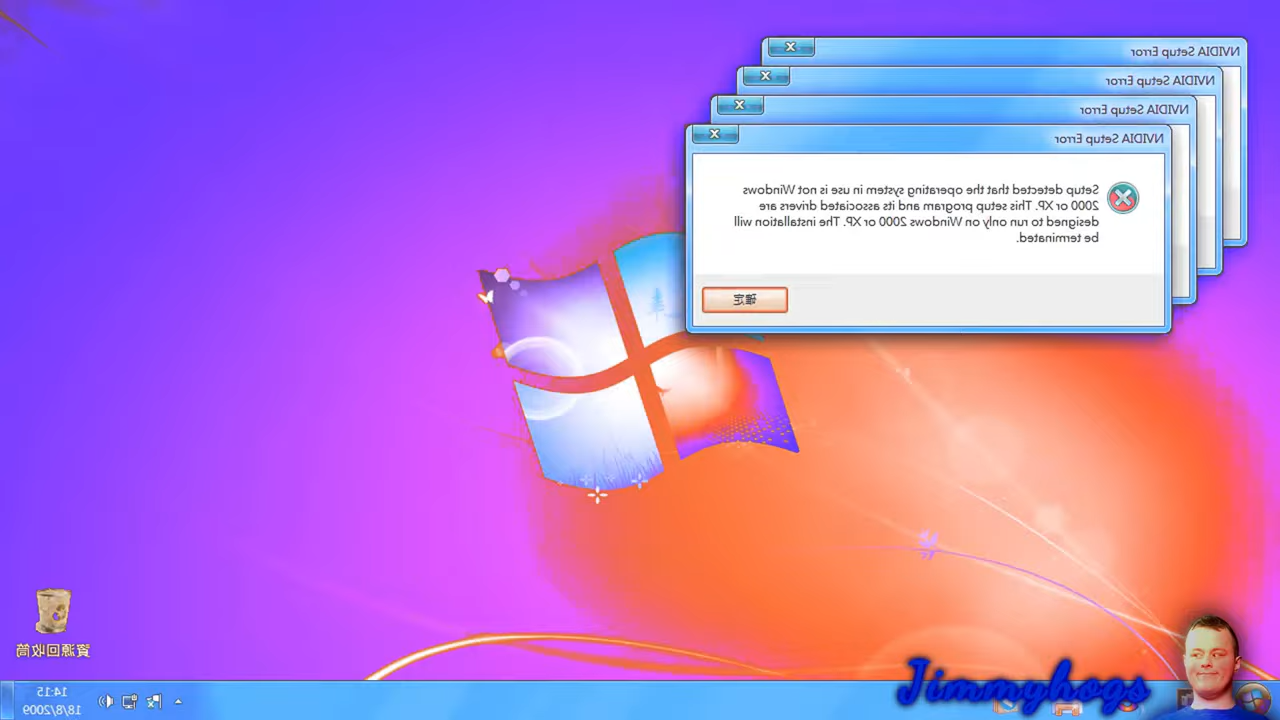 NVIDIA Setup Error
NVIDIA Setup Error
NVIDIA Setup Error
NVIDIA Setup Error
Setup detected that the operating system in use is not Windows
2000 or XP. This setup program and its associated drivers are
designed to run only on Windows 2000 or XP. The installation will
be terminated.
確定
資源回收筒
14:15
18/8/2009
Jimmyhogs